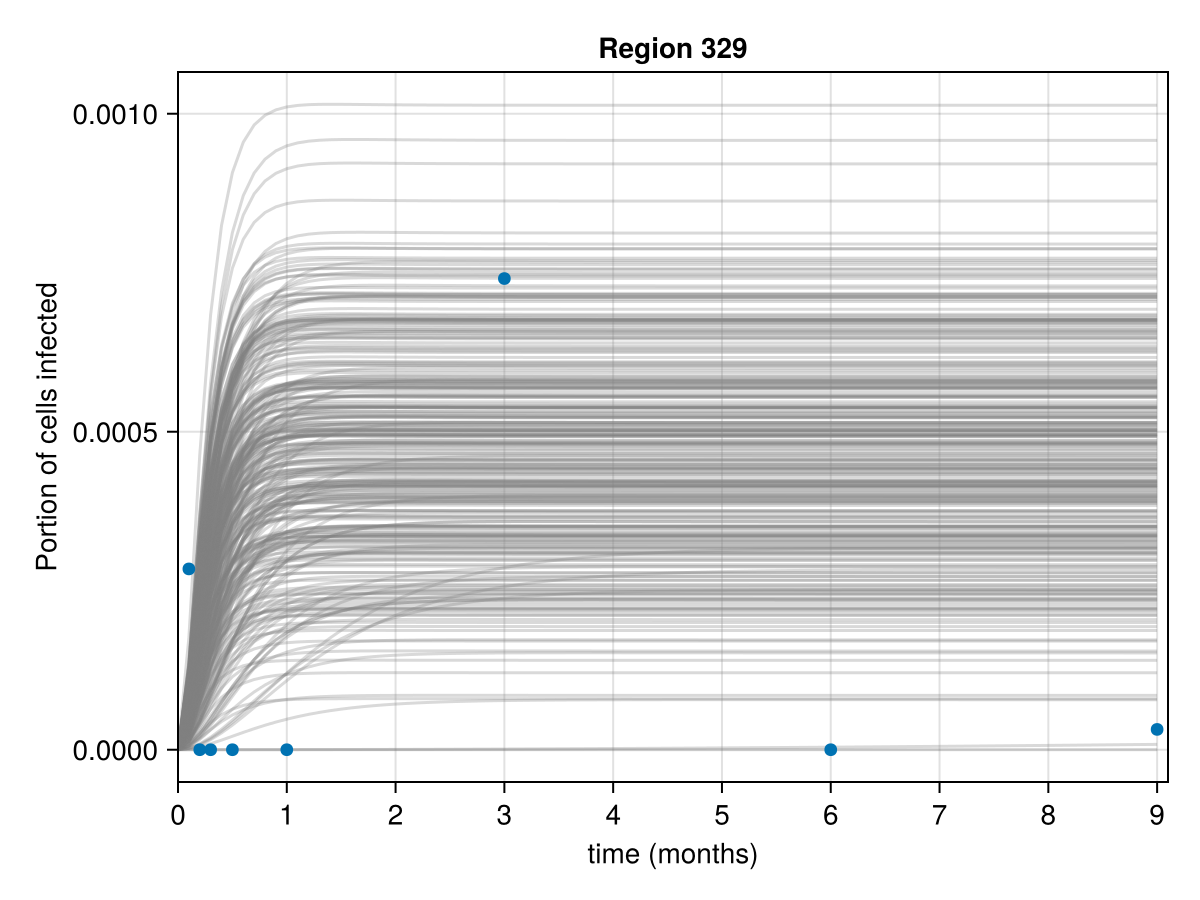 Region 329
Portion of cells infected
0.0010
0.0005
0.0000
0 1 2 3 4 5 6 7 8 9
time (months)